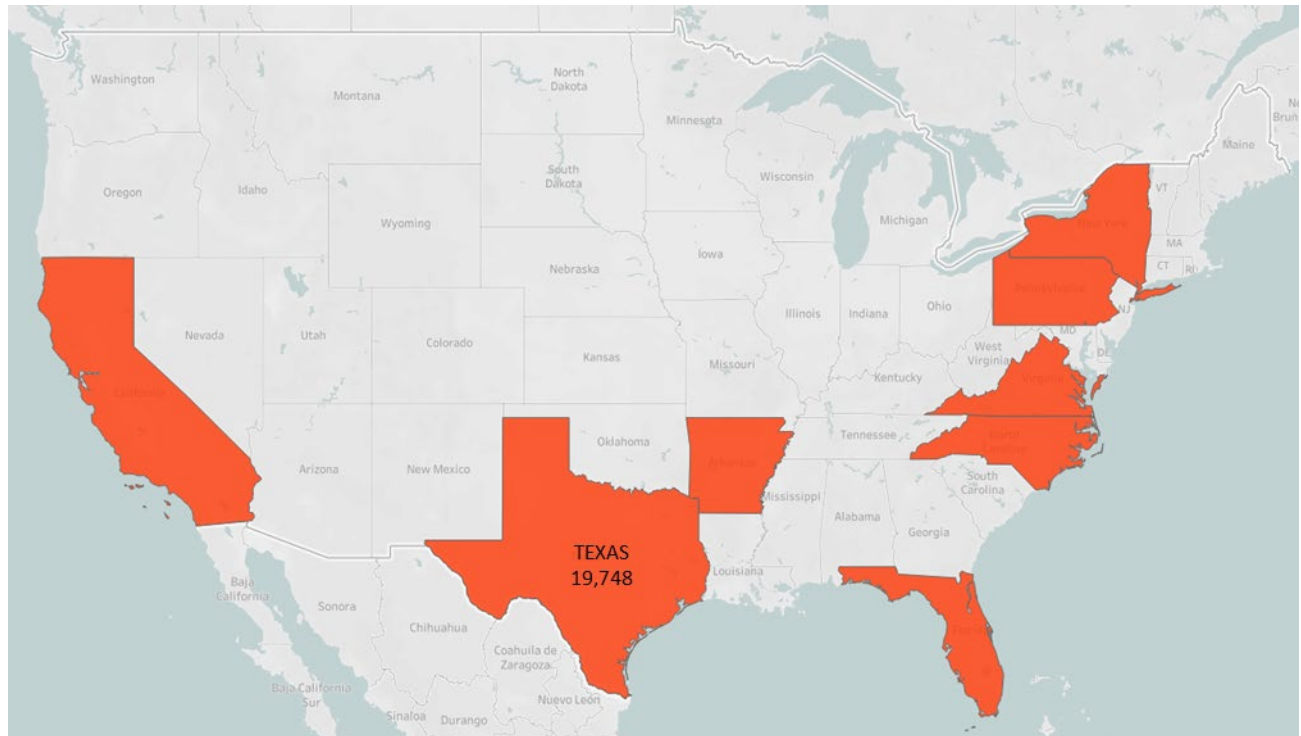 Washington
Montana
North
Dakota
Minnesota
Maine
Oregon
Idaho
South
Dakota
Wisconsin
VT
Wyoming
Michigan
New York
MA
CT
RI
Iowa
Nebraska
Pennsylvania
Nevada
Utah
Colorado
Illinois
Indiana
Ohio
NJ
MD
DE
West
Virginia
Virginia
California
Kansas
Missouri
Kentucky
Arizona
New Mexico
Oklahoma
Arkansas
Tennessee
North
Carolina
South
Carolina
Mississippi
Alabama
Georgia
TEXAS
19,748
Louisiana
Florida
Baja
California
Sonora
Chihuahua
Coahuila de
Zaragoza
Baja California
Sur
Nuevo León
Sinaloa
Durango